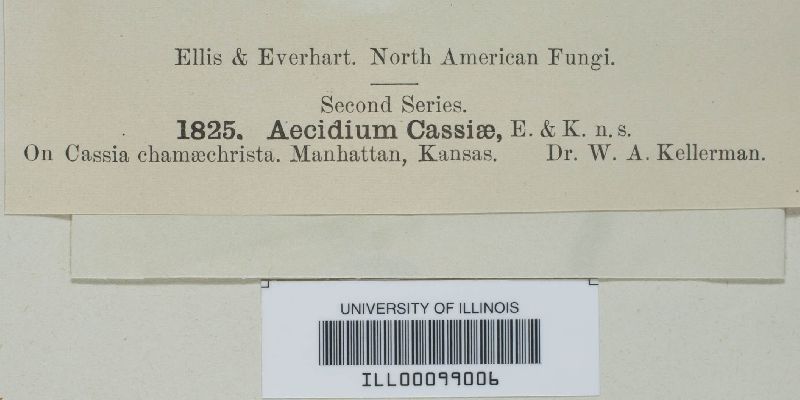 Ellis & Everhart. North American Fungi.
Second Series.
1825. Aecidium Cassiæ, E. & K. n. s.
On Cassia chamæchrista. Manhattan, Kansas. Dr. W. A. Kellerman.
UNIVERSITY OF ILLINOIS
ILL00099006